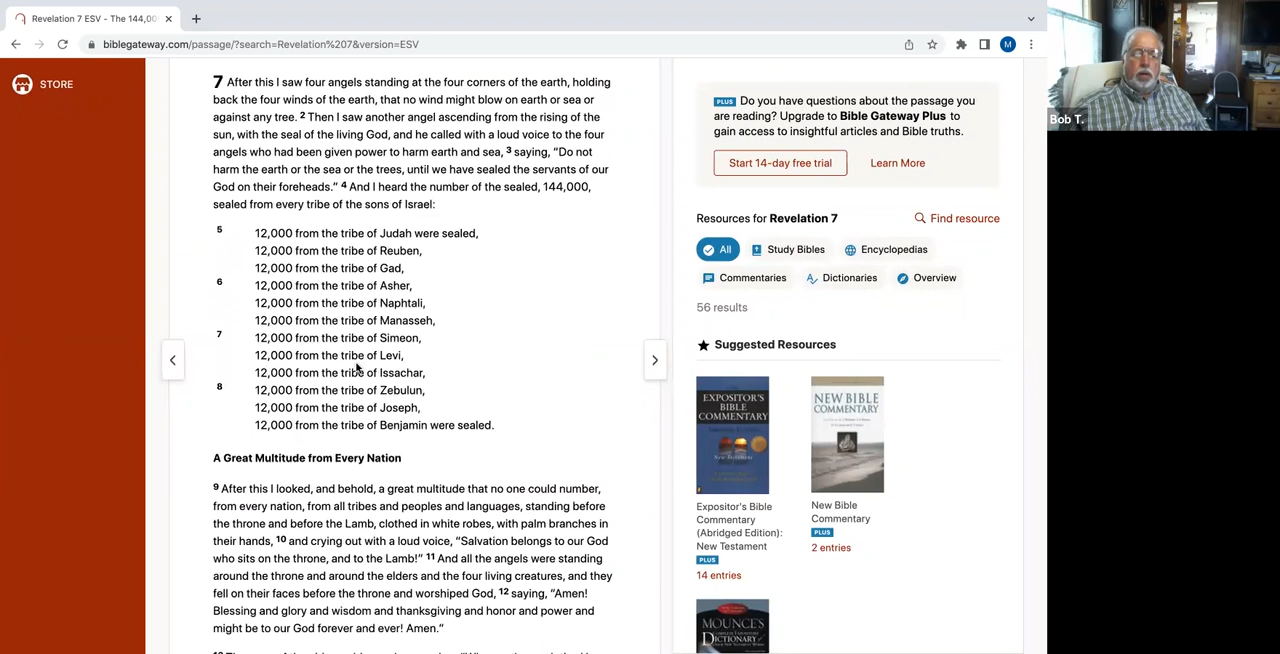 Revelation 7 ESV - The 144,00
biblegateway.com/passage/?search=Revelation%207&version=ESV
M
STORE
7 After this I saw four angels standing at the four corners of the earth, holding
back the four winds of the earth, that no wind might blow on earth or sea or
against any tree. 2 Then I saw another angel ascending from the rising of the
sun, with the seal of the living God, and he called with a loud voice to the four
angels who had been given power to harm earth and sea, 3 saying, “Do not
harm the earth or the sea or the trees, until we have sealed the servants of our
God on their foreheads.” 4 And I heard the number of the sealed, 144,000,
sealed from every tribe of the sons of Israel:
5 12,000 from the tribe of Judah were sealed,
12,000 from the tribe of Reuben,
12,000 from the tribe of Gad,
6 12,000 from the tribe of Asher,
12,000 from the tribe of Naphtali,
12,000 from the tribe of Manasseh,
7 12,000 from the tribe of Simeon,
12,000 from the tribe of Levi,
12,000 from the tribe of Issachar,
8 12,000 from the tribe of Zebulun,
12,000 from the tribe of Joseph,
12,000 from the tribe of Benjamin were sealed.
A Great Multitude from Every Nation
9 After this I looked, and behold, a great multitude that no one could number,
from every nation, from all tribes and peoples and languages, standing before
the throne and before the Lamb, clothed in white robes, with palm branches in
their hands, 10 and crying out with a loud voice, “Salvation belongs to our God
who sits on the throne, and to the Lamb!” 11 And all the angels were standing
around the throne and around the elders and the four living creatures, and they
fell on their faces before the throne and worshiped God, 12 saying, “Amen!
Blessing and glory and wisdom and thanksgiving and honor and power and
might be to our God forever and ever! Amen.”
PLUS Do you have questions about the passage you
are reading? Upgrade to Bible Gateway Plus to
gain access to insightful articles and Bible truths.
Start 14-day free trial
Learn More
Resources for Revelation 7
Find resource
All
Study Bibles
Encyclopedias
Commentaries
Dictionaries
Overview
56 results
Suggested Resources
EXPOSITOR'S
BIBLE
COMMENTARY
New Testament
NEW BIBLE
COMMENTARY
Expositor's Bible
Commentary
(Abridged Edition):
New Testament
PLUS
14 entries
New Bible
Commentary
PLUS
2 entries
MOUNCE'S
DICTIONARY
Bob T.